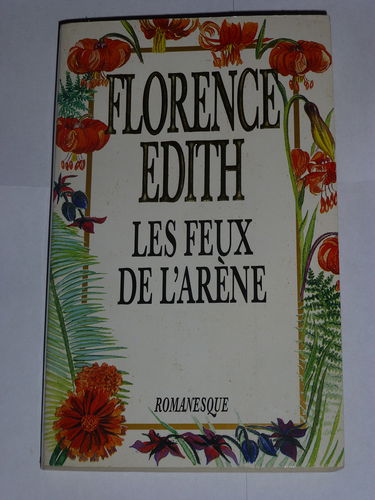 FLORENCE
EDITH
LES FEUX
DE L'ARÈNE
ROMANESQUE